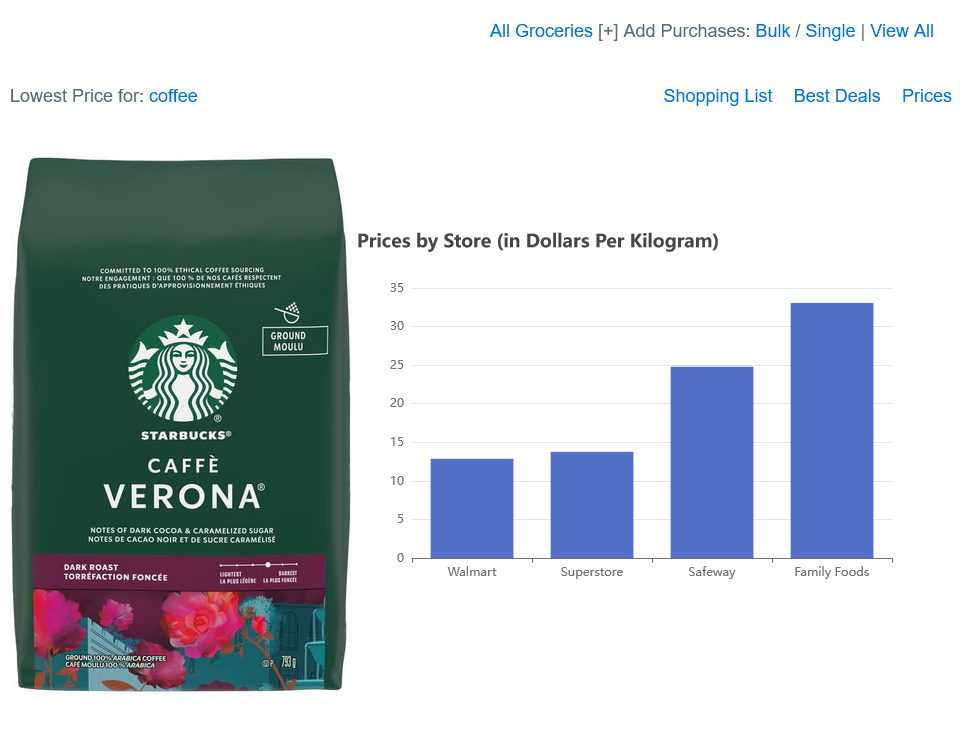 All Groceries [+] Add Purchases: Bulk / Single | View All
Lowest Price for: coffee
Shopping List Best Deals Prices
COMMITTED TO 100% ETHICAL COFFEE SOURCING
NOTRE ENGAGEMENT : QUE 100 % DE NOS CAFÉS RESPECTENT
DES PRATIQUES D'APPROVISIONNEMENT ÉTHIQUES
GROUND
MOULU
STARBUCKS®
CAFFÈ
VERONA®
NOTES OF DARK COCOA & CARAMELIZED SUGAR
NOTES DE CACAO NOIR ET DE SUCRE CARAMÉLISÉ
DARK ROAST
TORRÉFACTION FONCÉE
LIGHTEST
LA PLUS LÉGÈRE
DARKEST
LA PLUS FONCÉE
GROUND 100% ARABICA COFFEE
CAFÉ MOULU 100 % ARABICA
793 g
Prices by Store (in Dollars Per Kilogram)
35
30
25
20
15
10
5
0
Walmart Superstore Safeway Family Foods